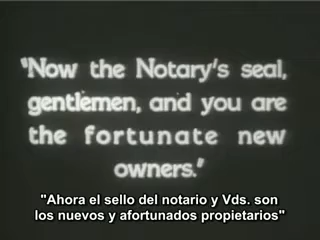 "Now the Notary's seal,
gentlemen, and you are
the fortunate new
owners."
"Ahora el sello del notario y Vds. son
los nuevos y afortunados propietarios"